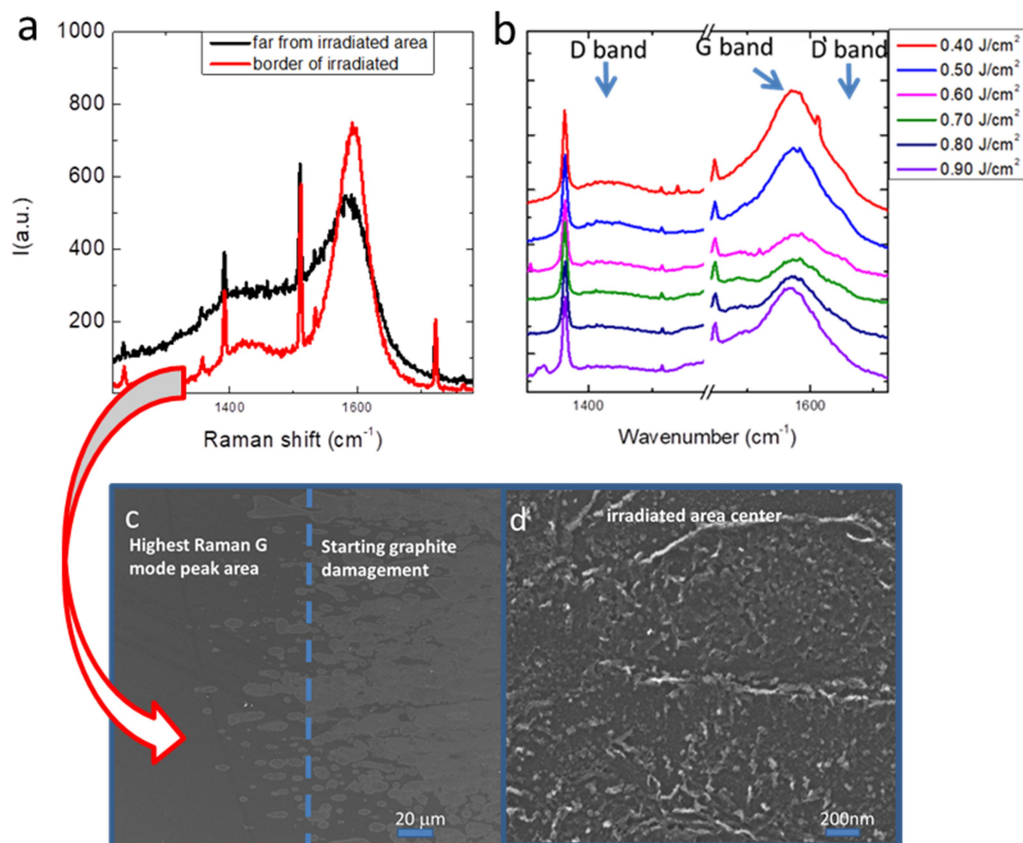 a
1000
800
600
400
200
I(a.u.)
far from irradiated area
border of irradiated
1400
1600
Raman shift (cm⁻¹)
b
D band
G band
D` band
0.40 J/cm²
0.50 J/cm²
0.60 J/cm²
0.70 J/cm²
0.80 J/cm²
0.90 J/cm²
1400
1600
Wavenumber (cm⁻¹)
c
Highest Raman G
mode peak area
Starting graphite
damagement
20 μm
d
irradiated area center
200nm